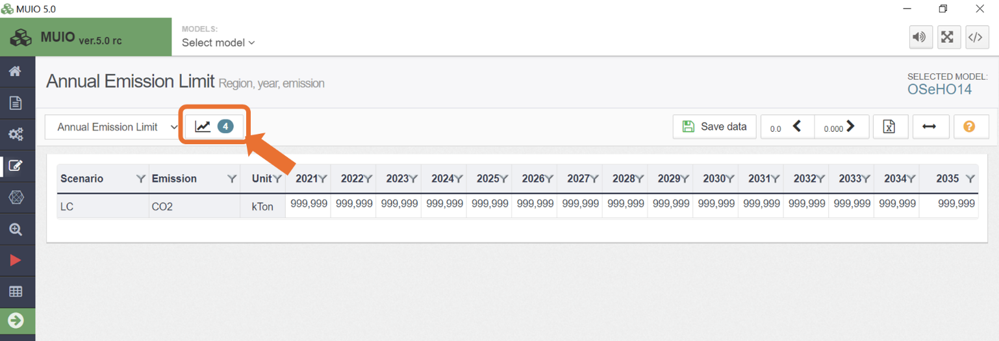 MUIO 5.0
MUIO ver.5.0 rc
MODELS:
Select model
Annual Emission Limit Region, year, emission
SELECTED MODEL:
OSeHO14
Annual Emission Limit 4 Save data 0.0 0.000
Scenario Emission Unit 2021 2022 2023 2024 2025 2026 2027 2028 2029 2030 2031 2032 2033 2034 2035
LC CO2 kTon 999,999 999,999 999,999 999,999 999,999 999,999 999,999 999,999 999,999 999,999 999,999 999,999 999,999 999,999 999,999